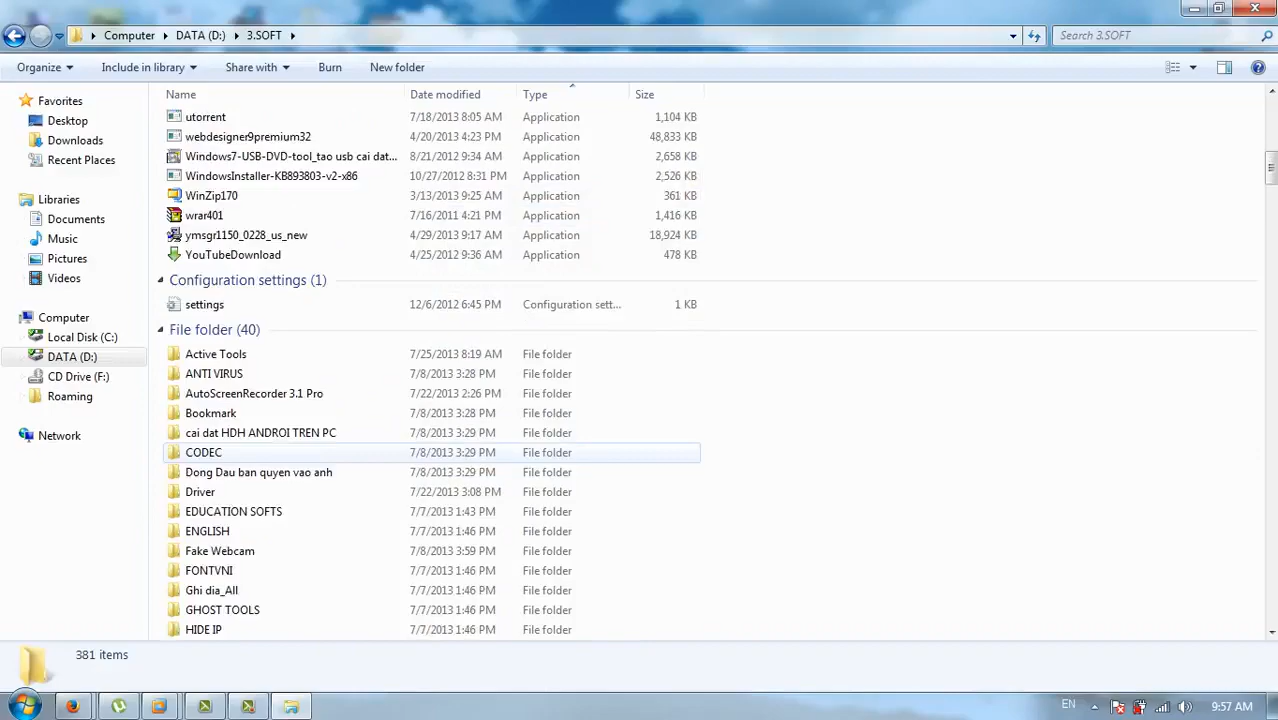 Computer DATA (D:) 3.SOFT Search 3.SOFT
Organize Include in library Share with Burn New folder
Name Date modified Type Size
utorrent 7/18/2013 8:05 AM Application 1,104 KB
webdesigner9premium32 4/20/2013 4:23 PM Application 48,833 KB
Windows7-USB-DVD-tool_tao usb cai dat... 8/21/2012 9:34 AM Application 2,658 KB
WindowsInstaller-KB893803-v2-x86 10/27/2012 8:31 PM Application 2,526 KB
WinZip170 3/13/2013 9:25 AM Application 361 KB
wrar401 7/16/2011 4:21 PM Application 1,416 KB
ymsgr1150_0228_us_new 4/29/2013 9:17 AM Application 18,924 KB
YouTubeDownload 4/25/2012 9:36 AM Application 478 KB
Configuration settings (1)
settings 12/6/2012 6:45 PM Configuration sett... 1 KB
File folder (40)
Active Tools 7/25/2013 8:19 AM File folder
ANTI VIRUS 7/8/2013 3:28 PM File folder
AutoScreenRecorder 3.1 Pro 7/22/2013 2:26 PM File folder
Bookmark 7/8/2013 3:28 PM File folder
cai dat HDH ANDROI TREN PC 7/8/2013 3:29 PM File folder
CODEC 7/8/2013 3:29 PM File folder
Dong Dau ban quyen vao anh 7/8/2013 3:29 PM File folder
Driver 7/22/2013 3:08 PM File folder
EDUCATION SOFTS 7/7/2013 1:43 PM File folder
ENGLISH 7/7/2013 1:46 PM File folder
Fake Webcam 7/8/2013 3:59 PM File folder
FONTVNI 7/7/2013 1:46 PM File folder
Ghi dia_All 7/7/2013 1:46 PM File folder
GHOST TOOLS 7/7/2013 1:46 PM File folder
HIDE IP 7/7/2013 1:46 PM File folder
Favorites
Desktop
Downloads
Recent Places
Libraries
Documents
Music
Pictures
Videos
Computer
Local Disk (C:)
DATA (D:)
CD Drive (F:)
Roaming
Network
381 items
EN 9:57 AM